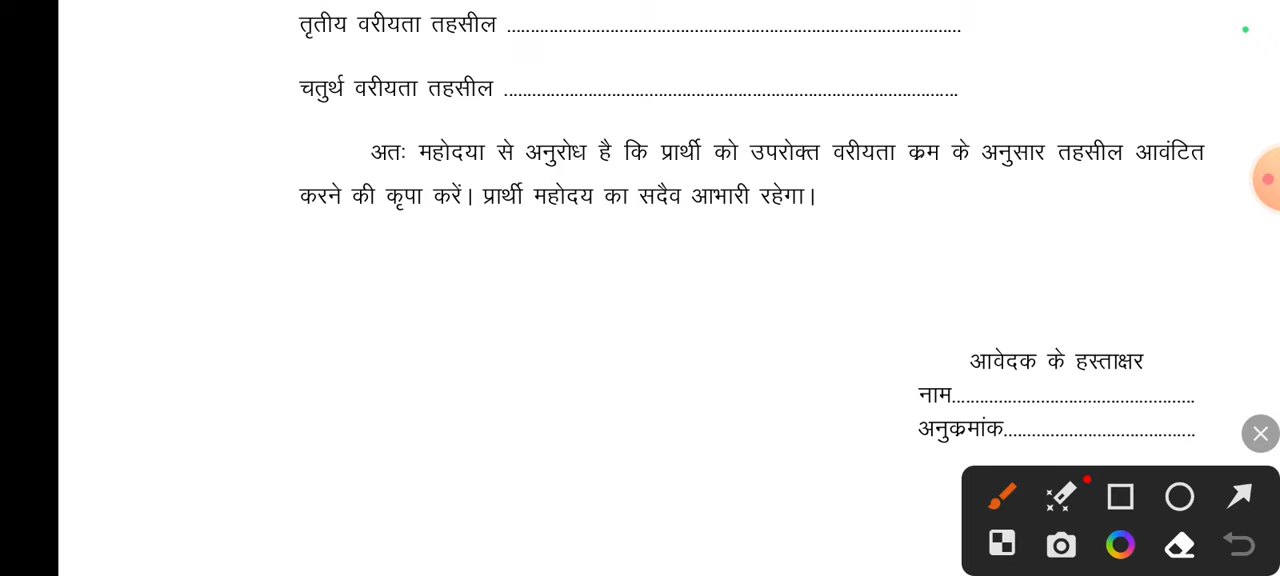 तृतीय वरीयता तहसील ..................................................................................................
चतुर्थ वरीयता तहसील ..................................................................................................
अतः महोदया से अनुरोध है कि प्रार्थी को उपरोक्त वरीयता क्रम के अनुसार तहसील आवंटित
करने की कृपा करें। प्रार्थी महोदय का सदैव आभारी रहेगा।
आवेदक के हस्ताक्षर
नाम....................................................
अनुक्रमांक.........................................